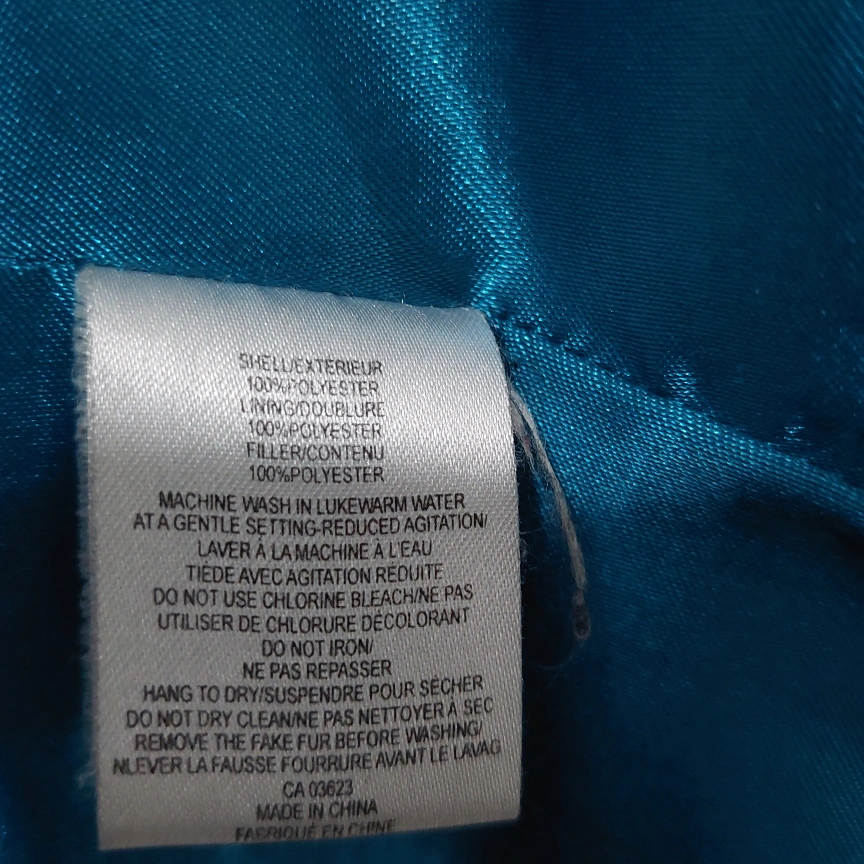 SHELL/EXTERIEUR
100%POLYESTER
LINING/DOUBLURE
100%POLYESTER
FILLER/CONTENU
100%POLYESTER
MACHINE WASH IN LUKEWARM WATER
AT A GENTLE SETTING-REDUCED AGITATION/
LAVER À LA MACHINE À L'EAU
TIÈDE AVEC AGITATION RÉDUITE
DO NOT USE CHLORINE BLEACH/NE PAS
UTILISER DE CHLORURE DÉCOLORANT
DO NOT IRON/
NE PAS REPASSER
HANG TO DRY/SUSPENDRE POUR SÉCHER
DO NOT DRY CLEAN/NE PAS NETTOYER À SEC
REMOVE THE FAKE FUR BEFORE WASHING/
NLEVER LA FAUSSE FOURRURE AVANT LE LAVAG
CA 03623
MADE IN CHINA
FABRIQUÉ EN CHINE